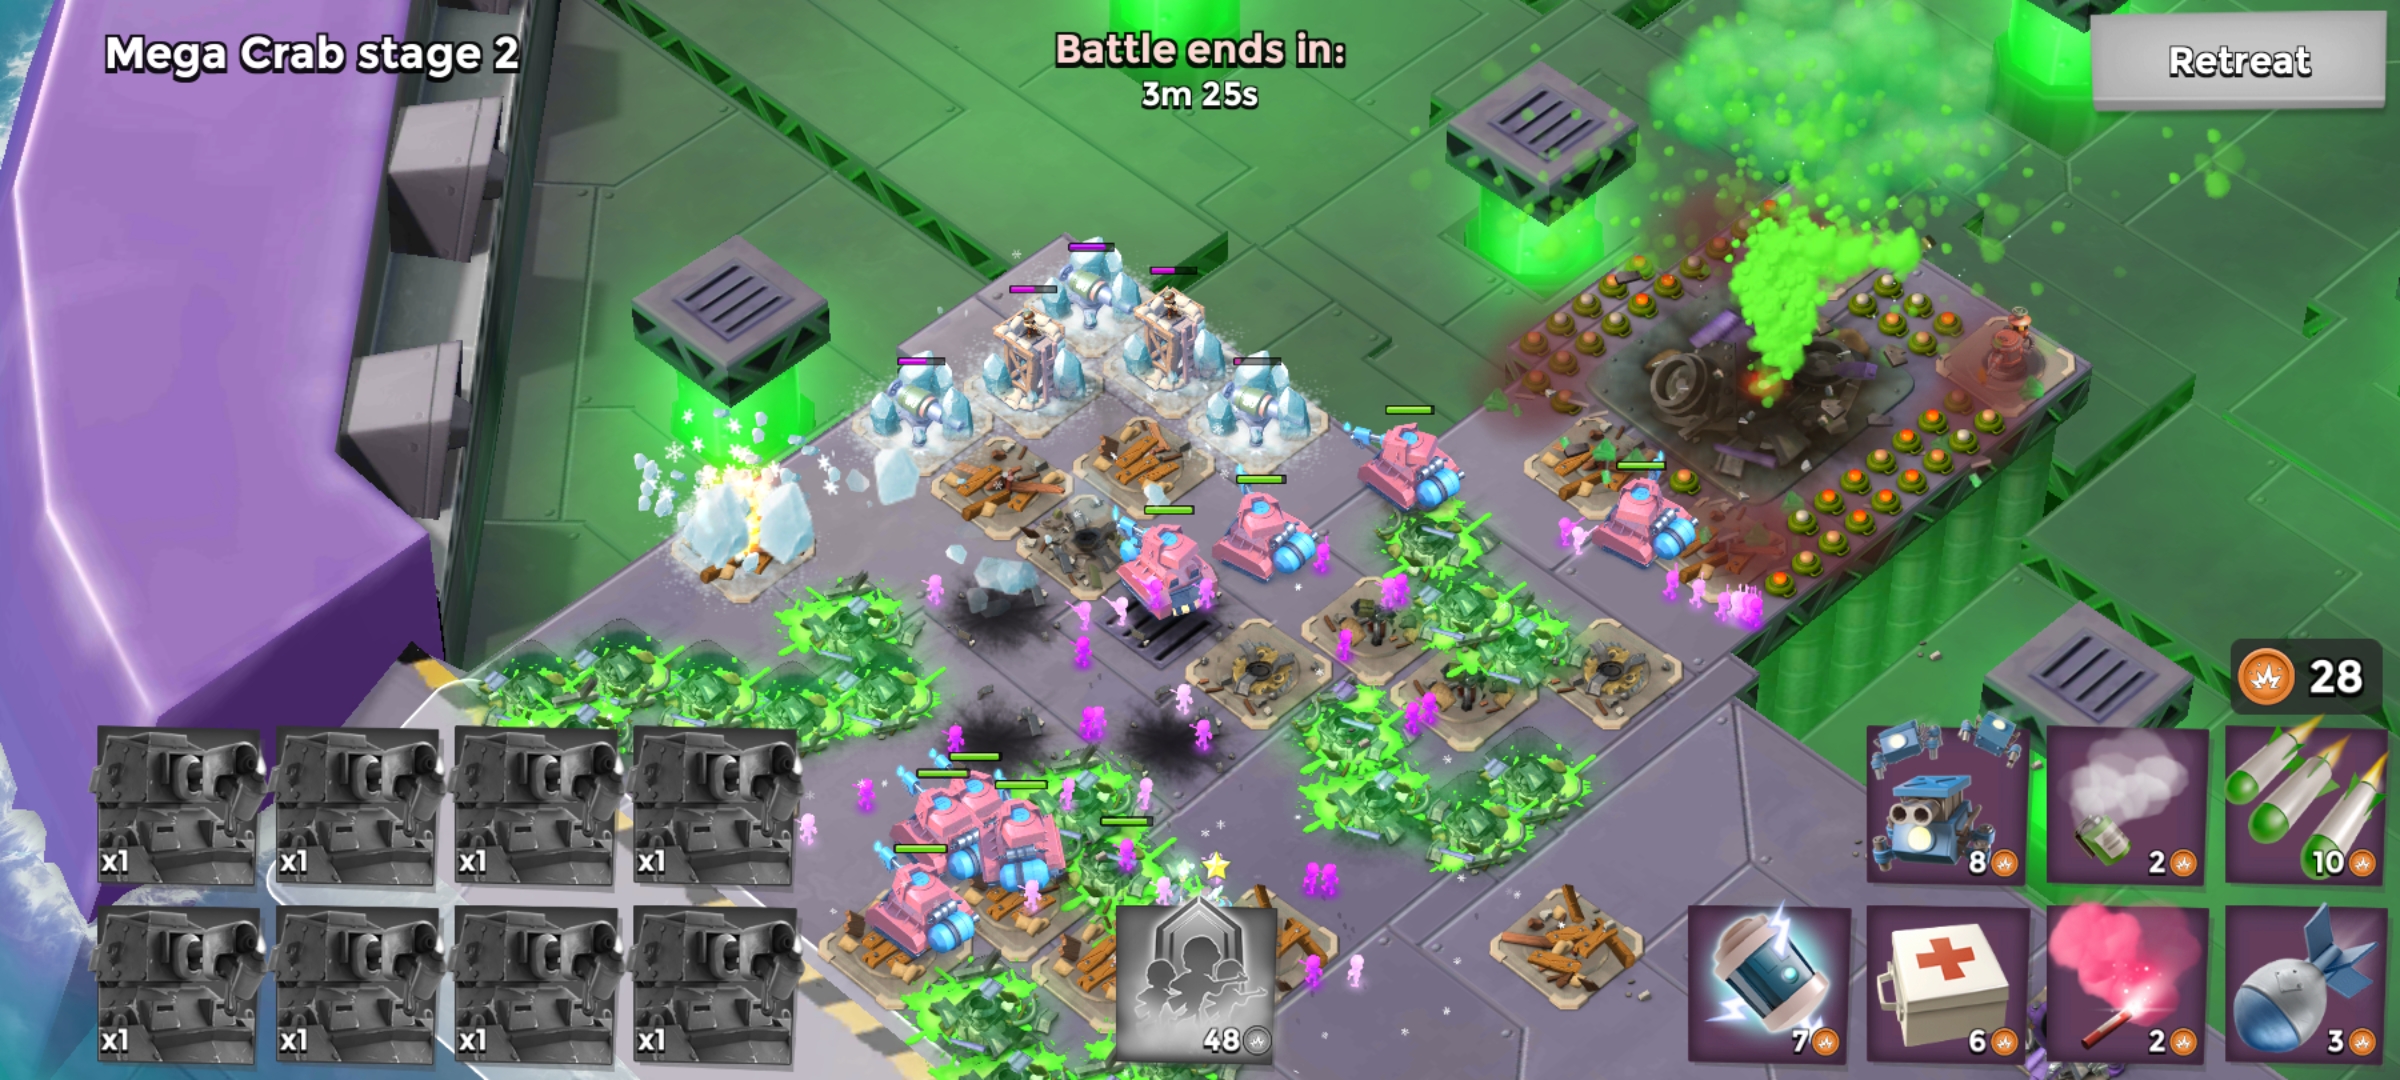 Mega Crab stage 2
Battle ends in:
3m 25s
Retreat
28
x1
x1
x1
x1
8
2
10
x1
x1
x1
x1
48
7
6
2
3